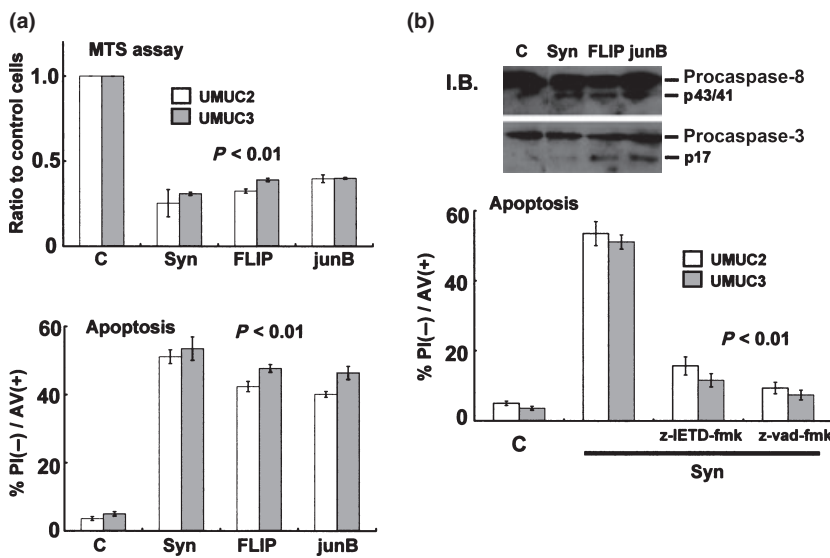 (a)
MTS assay
Ratio to control cells
1.0
0.5
0
UMUC2
UMUC3
P < 0.01
C Syn FLIP junB
Apoptosis
% PI(–) / AV(+)
60
40
20
0
P < 0.01
C Syn FLIP junB
(b)
C Syn FLIP junB
I.B.
Procaspase-8
p43/41
Procaspase-3
p17
Apoptosis
% PI(–) / AV(+)
60
40
20
0
UMUC2
UMUC3
P < 0.01
C z-IETD-fmk z-vad-fmk
Syn